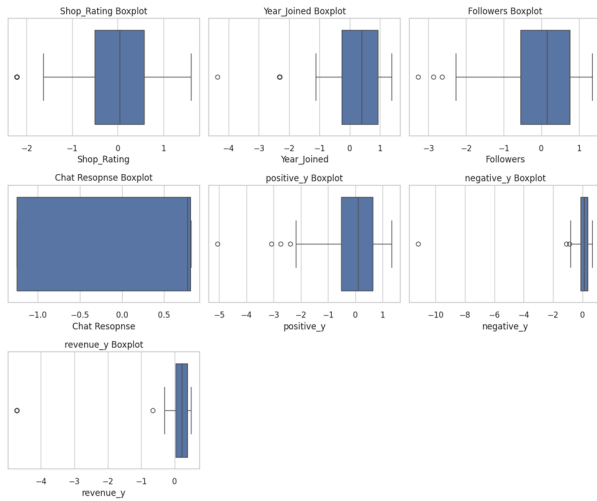 Shop_Rating Boxplot
Year_Joined Boxplot
Followers Boxplot
−2 −1 0 1
−4 −3 −2 −1 0 1
−3 −2 −1 0 1
Shop_Rating
Year_Joined
Followers
Chat Resopnse Boxplot
positive_y Boxplot
negative_y Boxplot
−1.0 −0.5 0.0 0.5
−5 −4 −3 −2 −1 0 1
−10 −8 −6 −4 −2 0
Chat Resopnse
positive_y
negative_y
revenue_y Boxplot
−4 −3 −2 −1 0
revenue_y